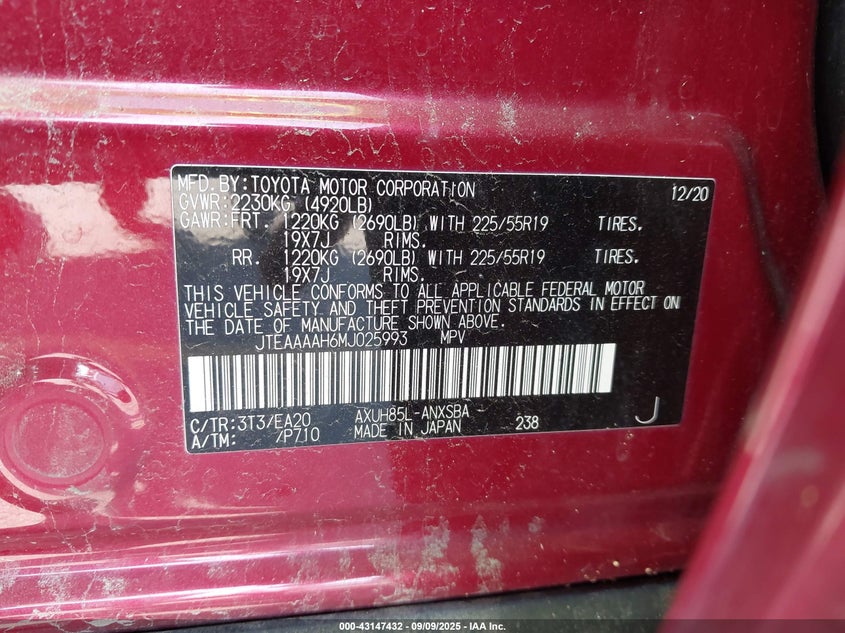 MFD.BY:TOYOTA MOTOR CORPORATION 12/20
GVWR:2230KG (4920LB)
GAWR:FRT. 1220KG (2690LB) WITH 225/55R19 TIRES.
19X7J RIMS.
RR. 1220KG (2690LB) WITH 225/55R19 TIRES.
19X7J RIMS.
THIS VEHICLE CONFORMS TO ALL APPLICABLE FEDERAL MOTOR
VEHICLE SAFETY AND THEFT PREVENTION STANDARDS IN EFFECT ON
THE DATE OF MANUFACTURE SHOWN ABOVE.
JTEAAAAH6MJ025993 MPV
C/TR:3T3/EA20 AXUH85L-ANXSBA J
A/TM: /P710 MADE IN JAPAN 238
000-43147432 - 09/09/2025 - IAA Inc.